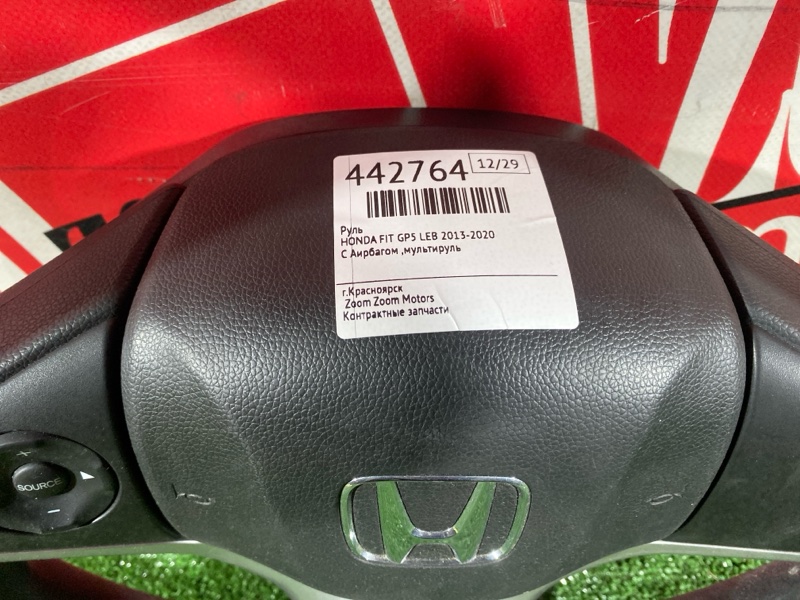 442764 12/29
Руль
HONDA FIT GP5 LEB 2013-2020
С Аирбагом ,мультируль
г.Красноярск
Zoom Zoom Motors
Контрактные запчасти
+
SOURCE
-